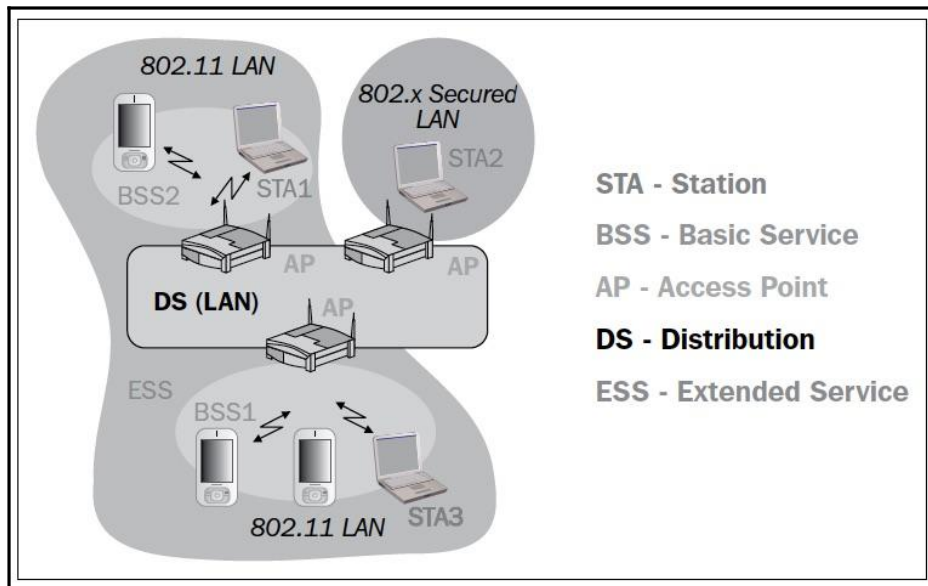 802.11 LAN
802.x Secured
LAN
BSS2
STA1
STA2
AP
AP
DS (LAN)
AP
ESS
BSS1
802.11 LAN
STA3
STA - Station
BSS - Basic Service
AP - Access Point
DS - Distribution
ESS - Extended Service